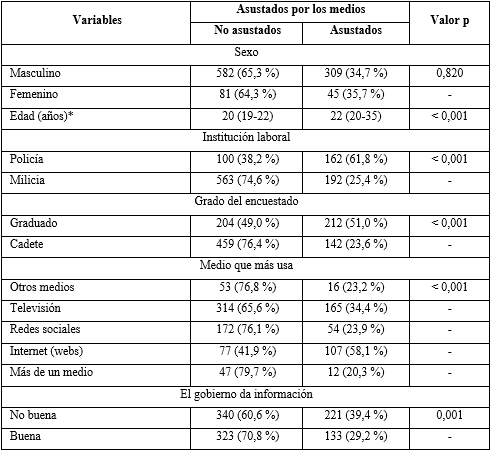 Variables Asustados por los medios Valor p
No asustados Asustados
Sexo
Masculino 582 (65,3 %) 309 (34,7 %) 0,820
Femenino 81 (64,3 %) 45 (35,7 %) -
Edad (años)* 20 (19-22) 22 (20-35) < 0,001
Institución laboral
Policía 100 (38,2 %) 162 (61,8 %) < 0,001
Milicia 563 (74,6 %) 192 (25,4 %) -
Grado del encuestado
Graduado 204 (49,0 %) 212 (51,0 %) < 0,001
Cadete 459 (76,4 %) 142 (23,6 %) -
Medio que más usa
Otros medios 53 (76,8 %) 16 (23,2 %) < 0,001
Televisión 314 (65,6 %) 165 (34,4 %) -
Redes sociales 172 (76,1 %) 54 (23,9 %) -
Internet (webs) 77 (41,9 %) 107 (58,1 %) -
Más de un medio 47 (79,7 %) 12 (20,3 %) -
El gobierno da información
No buena 340 (60,6 %) 221 (39,4 %) 0,001
Buena 323 (70,8 %) 133 (29,2 %) -